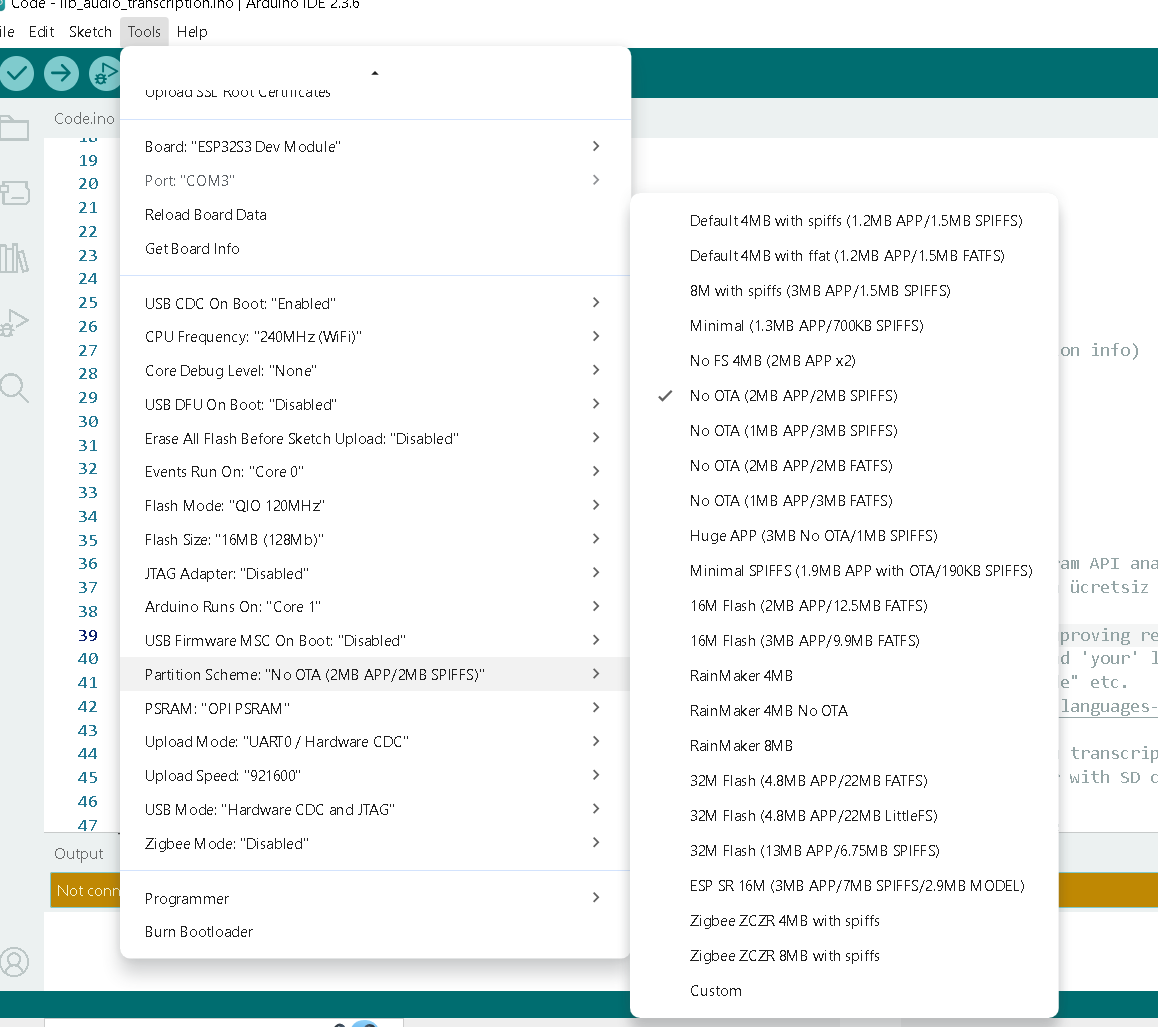 Code - lib_audio_transcription.ino | Arduino IDE 2.3.6
ile Edit Sketch Tools Help
Upload SSL Root Certificates
Code.ino
Board: "ESP32S3 Dev Module"
Port: "COM3"
Reload Board Data
Get Board Info
USB CDC On Boot: "Enabled"
CPU Frequency: "240MHz (WiFi)"
Core Debug Level: "None"
USB DFU On Boot: "Disabled"
Erase All Flash Before Sketch Upload: "Disabled"
Events Run On: "Core 0"
Flash Mode: "QIO 120MHz"
Flash Size: "16MB (128Mb)"
JTAG Adapter: "Disabled"
Arduino Runs On: "Core 1"
USB Firmware MSC On Boot: "Disabled"
Partition Scheme: "No OTA (2MB APP/2MB SPIFFS)"
PSRAM: "OPI PSRAM"
Upload Mode: "UART0 / Hardware CDC"
Upload Speed: "921600"
USB Mode: "Hardware CDC and JTAG"
Zigbee Mode: "Disabled"
Programmer
Burn Bootloader
Default 4MB with spiffs (1.2MB APP/1.5MB SPIFFS)
Default 4MB with ffat (1.2MB APP/1.5MB FATFS)
8M with spiffs (3MB APP/1.5MB SPIFFS)
Minimal (1.3MB APP/700KB SPIFFS)
No FS 4MB (2MB APP x2)
No OTA (2MB APP/2MB SPIFFS)
No OTA (1MB APP/3MB SPIFFS)
No OTA (2MB APP/2MB FATFS)
No OTA (1MB APP/3MB FATFS)
Huge APP (3MB No OTA/1MB SPIFFS)
Minimal SPIFFS (1.9MB APP with OTA/190KB SPIFFS)
16M Flash (2MB APP/12.5MB FATFS)
16M Flash (3MB APP/9.9MB FATFS)
RainMaker 4MB
RainMaker 4MB No OTA
RainMaker 8MB
32M Flash (4.8MB APP/22MB FATFS)
32M Flash (4.8MB APP/22MB LittleFS)
32M Flash (13MB APP/6.75MB SPIFFS)
ESP SR 16M (3MB APP/7MB SPIFFS/2.9MB MODEL)
Zigbee ZCZR 4MB with spiffs
Zigbee ZCZR 8MB with spiffs
Custom
18
19
20
21
22
23
24
25
26
27 on info)
28
29
30
31
32
33
34
35
36 am API ana
37 ücretsiz
38
39 proving re
40 d 'your' l
41 e" etc.
42 languages-
43
44 transcrip
45 with SD c
46
47
Output
Not conn